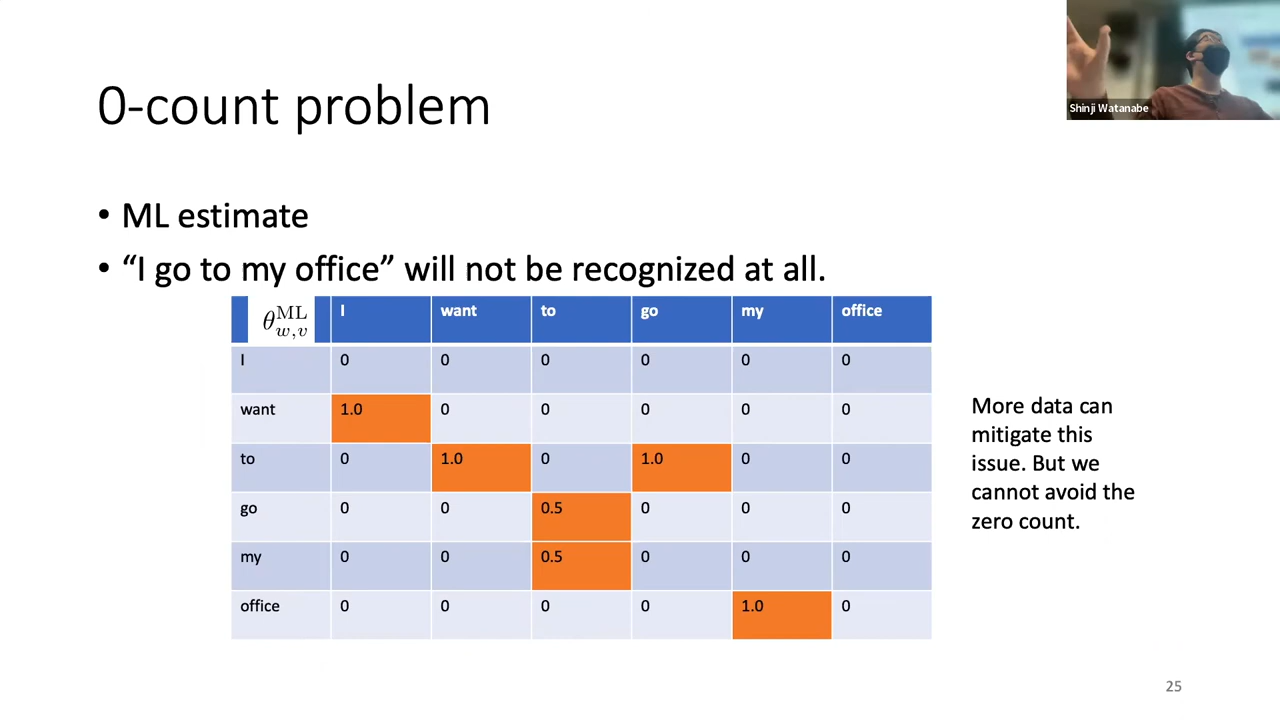 Shinji Watanabe
0-count problem
• ML estimate
• “I go to my office” will not be recognized at all.
θ^ML_w,v I want to go my office
I 0 0 0 0 0 0
want 1.0 0 0 0 0 0
to 0 1.0 0 1.0 0 0
go 0 0 0.5 0 0 0
my 0 0 0.5 0 0 0
office 0 0 0 0 1.0 0
More data can
mitigate this
issue. But we
cannot avoid the
zero count.
25